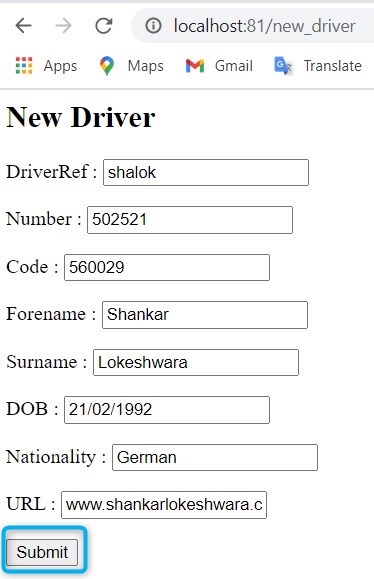 localhost:81/new_driver
Apps Maps Gmail Translate
New Driver
DriverRef : shalok
Number : 502521
Code : 560029
Forename : Shankar
Surname : Lokeshwara
DOB : 21/02/1992
Nationality : German
URL : www.shankarlokeshwara.c
Submit